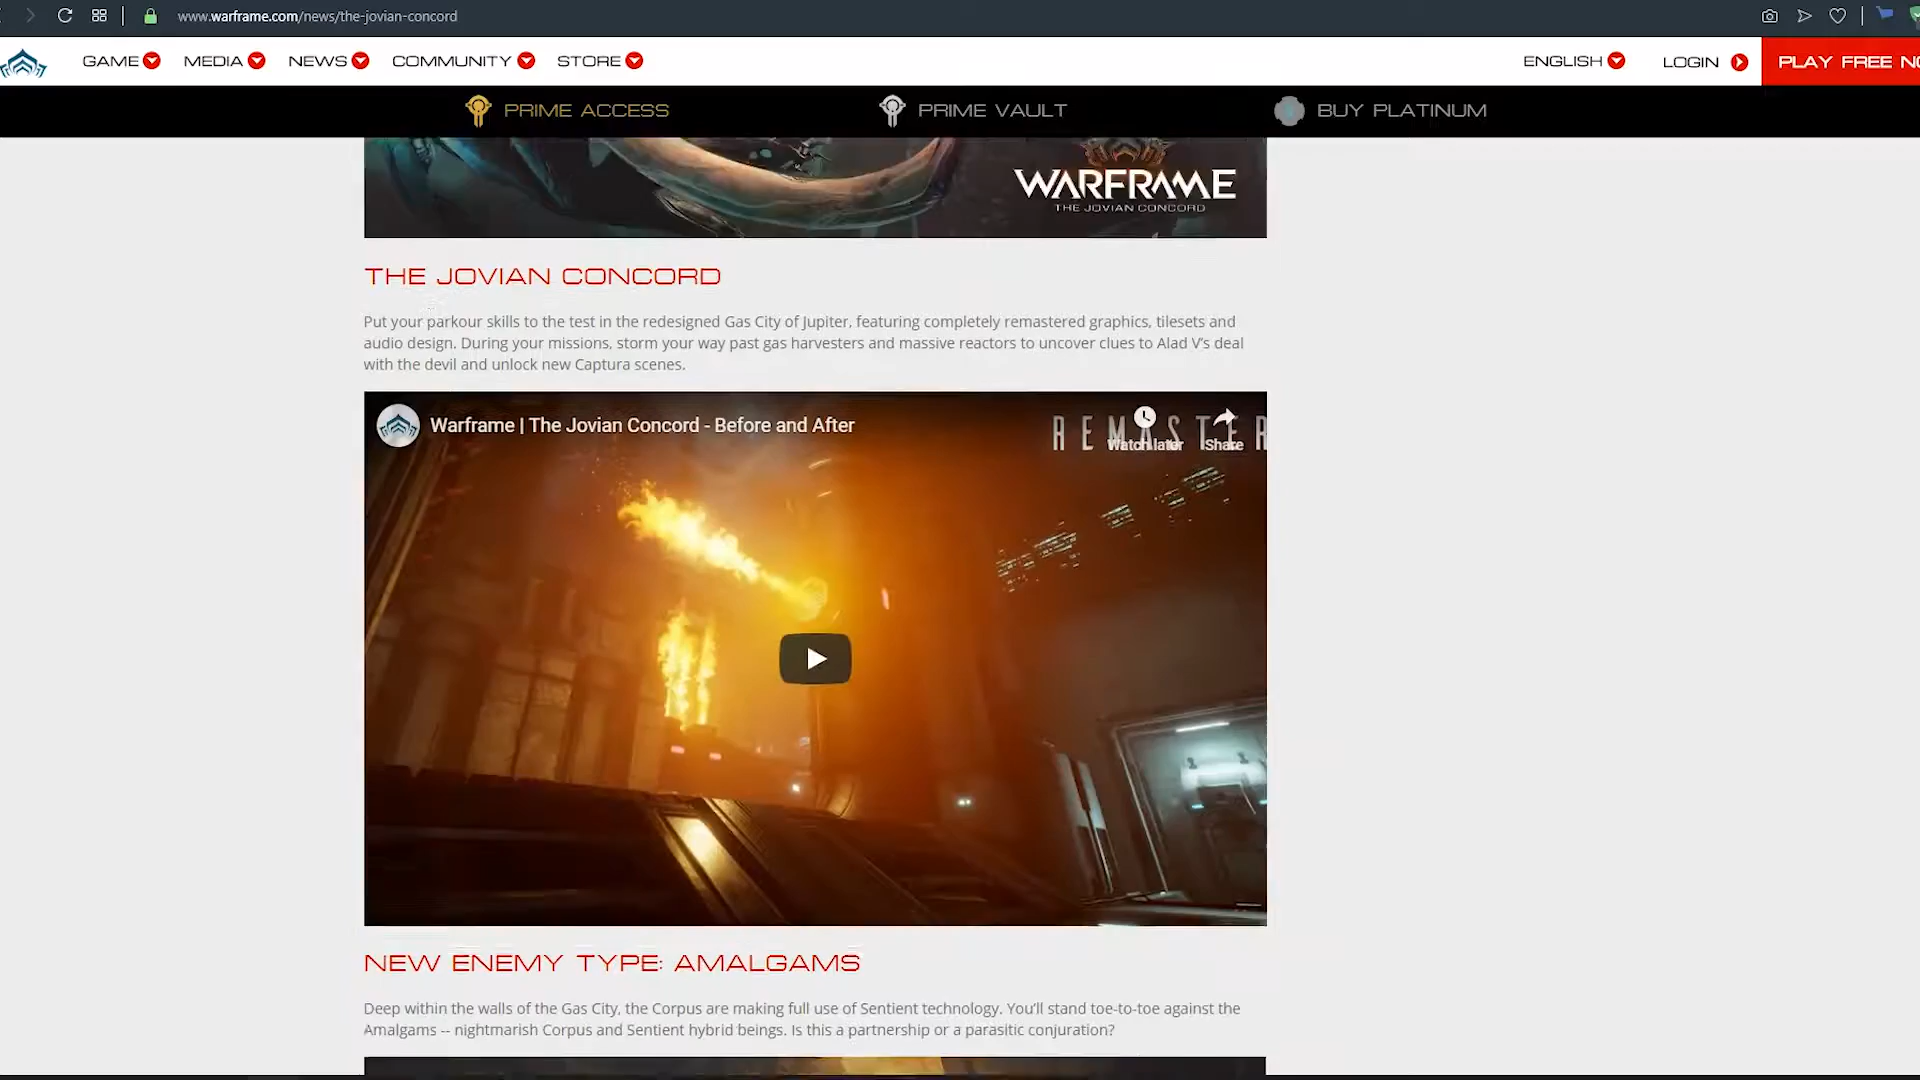 www.warframe.com/news/the-jovian-concord
GAME MEDIA NEWS COMMUNITY STORE ENGLISH LOGIN PLAY FREE NO
PRIME ACCESS PRIME VAULT BUY PLATINUM
WARFRAME
THE JOVIAN CONCORD
THE JOVIAN CONCORD
Put your parkour skills to the test in the redesigned Gas City of Jupiter, featuring completely remastered graphics, tilesets and
audio design. During your missions, storm your way past gas harvesters and massive reactors to uncover clues to Alad V's deal
with the devil and unlock new Captura scenes.
Warframe | The Jovian Concord - Before and After
REMASTER
Watch later Share
NEW ENEMY TYPE: AMALGAMS
Deep within the walls of the Gas City, the Corpus are making full use of Sentient technology. You'll stand toe-to-toe against the
Amalgams -- nightmarish Corpus and Sentient hybrid beings. Is this a partnership or a parasitic conjuration?